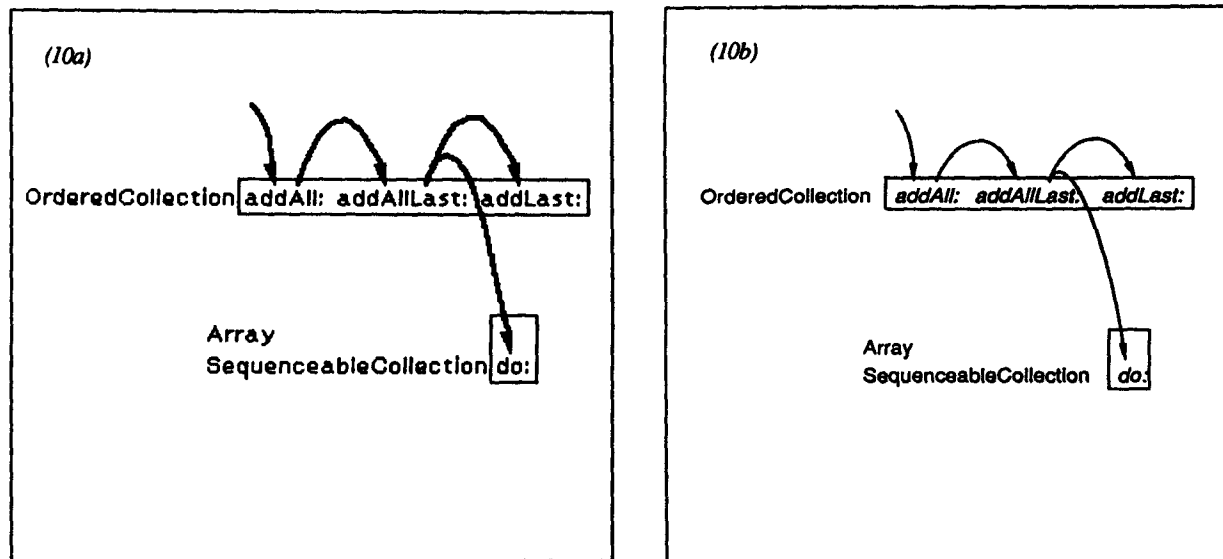 (10a)
OrderedCollection addAll: addAllLast: addLast:
Array
SequenceableCollection do:
(10b)
OrderedCollection addAll: addAllLast: addLast:
Array
SequenceableCollection do: